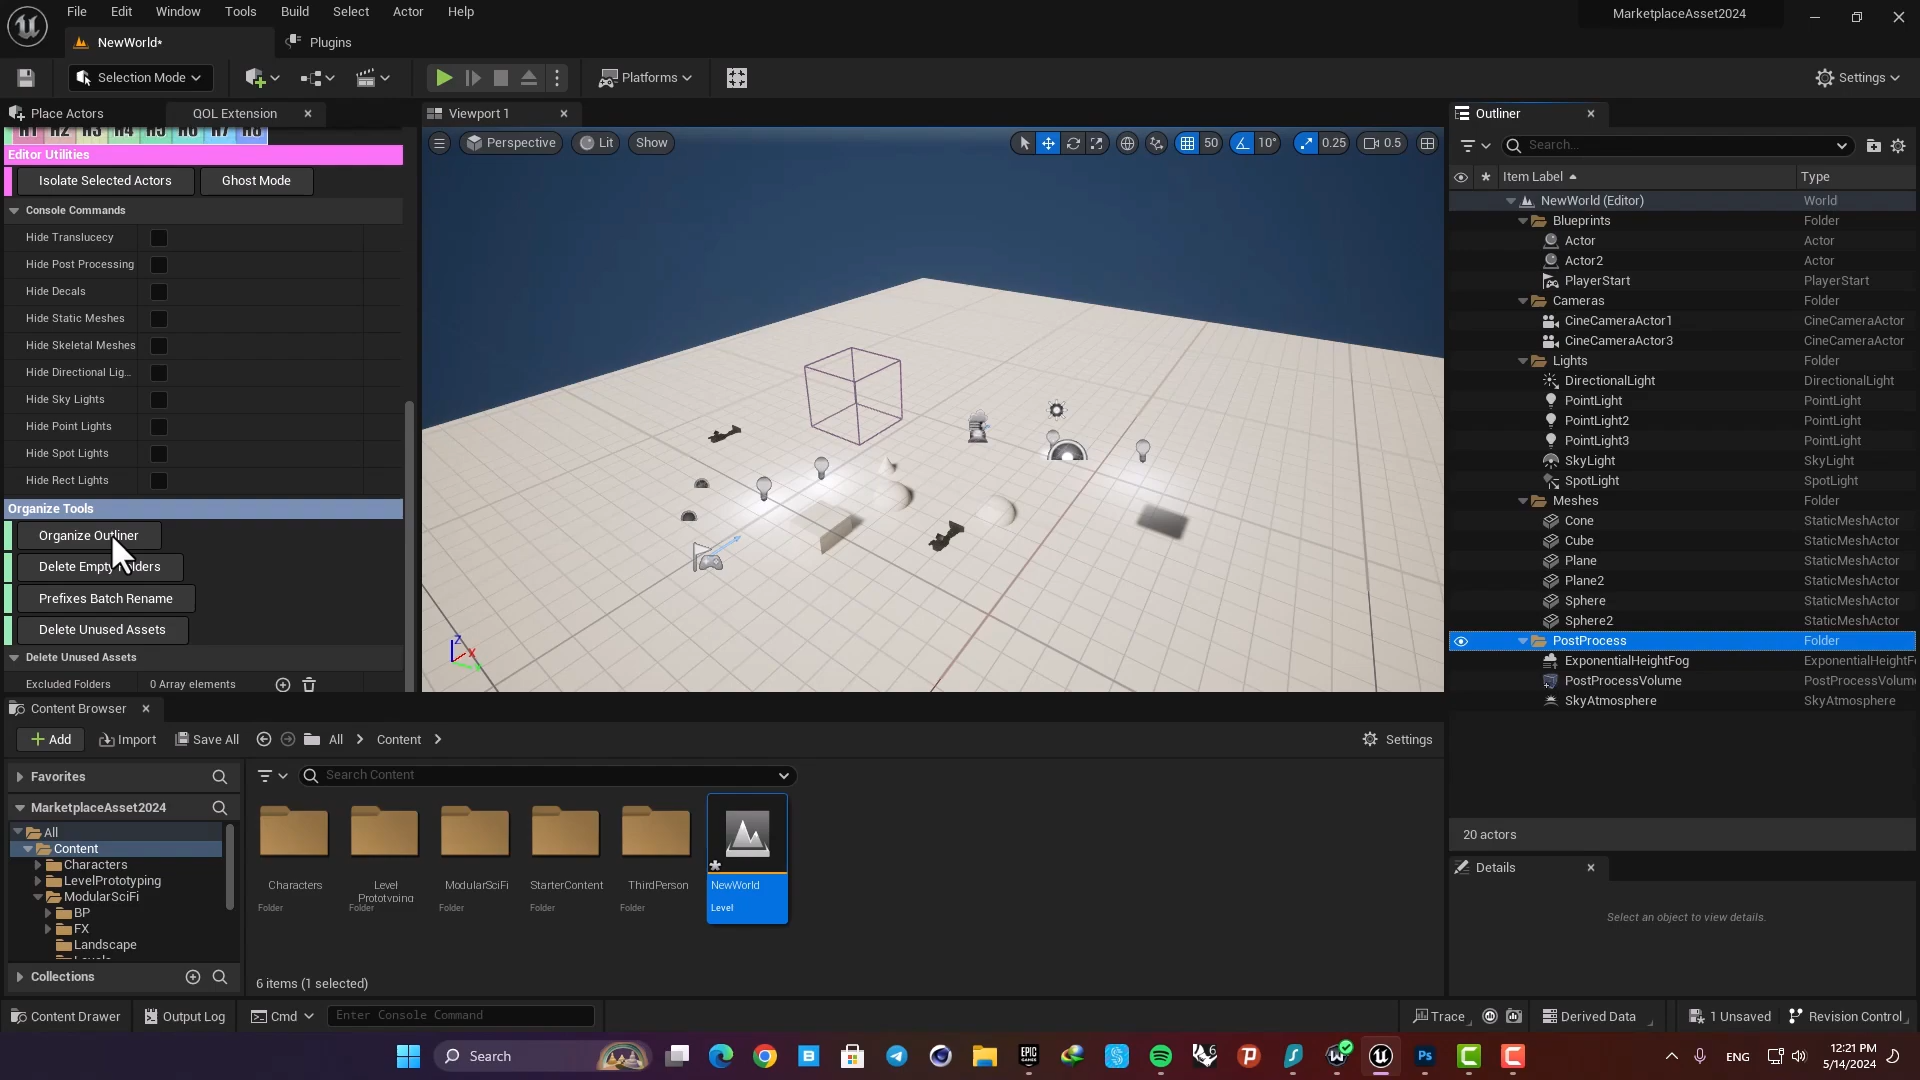 File Edit Window Tools Build Select Actor Help
MarketplaceAsset2024
NewWorld*
Plugins
Selection Mode
Platforms
Settings
Place Actors
QOL Extension
Viewport 1
Outliner
H1 H2 H3 H4 H5 H6 H7 H8
Perspective
Lit
Show
50
10°
0.25
0.5
Search...
Editor Utilities
Isolate Selected Actors
Ghost Mode
Item Label
Type
Console Commands
Hide Translucecy
Hide Post Processing
Hide Decals
Hide Static Meshes
Hide Skeletal Meshes
Hide Directional Lig...
Hide Sky Lights
Hide Point Lights
Hide Spot Lights
Hide Rect Lights
Organize Tools
Organize Outliner
Delete Empty
Prefixes Batch Rename
Delete Unused Assets
Delete Unused Assets
Excluded Folders
0 Array elements
Z
X
Y
NewWorld (Editor) World
Blueprints Folder
Actor Actor
Actor2 Actor
PlayerStart PlayerStart
Cameras Folder
CineCameraActor1 CineCameraActor
CineCameraActor3 CineCameraActor
Lights Folder
DirectionalLight DirectionalLight
PointLight PointLight
PointLight2 PointLight
PointLight3 PointLight
SkyLight SkyLight
SpotLight SpotLight
Meshes Folder
Cone StaticMeshActor
Cube StaticMeshActor
Plane StaticMeshActor
Plane2 StaticMeshActor
Sphere StaticMeshActor
Sphere2 StaticMeshActor
PostProcess Folder
ExponentialHeightFog ExponentialHeightF
PostProcessVolume PostProcessVolum
SkyAtmosphere SkyAtmosphere
20 actors
Details
Select an object to view details.
Content Browser
Add
Import
Save All
All
Content
Settings
Favorites
Search Content
MarketplaceAsset2024
All
Content
Characters
LevelPrototyping
ModularSciFi
BP
FX
Landscape
Collections
Characters
Folder
Level
Prototyping
Folder
ModularSciFi
Folder
StarterContent
Folder
ThirdPerson
Folder
NewWorld
Level
6 items (1 selected)
Content Drawer
Output Log
Cmd
Enter Console Command
Trace
Derived Data
1 Unsaved
Revision Control
Search
ENG
12:21 PM
5/14/2024